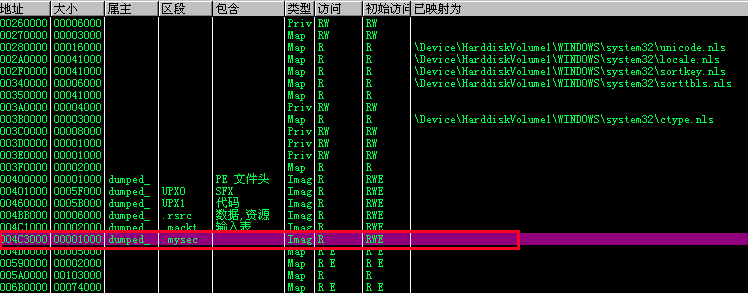 地址 大小 属主 区段 包含 类型 访问 初始访问 已映射为
00260000 00006000 Priv RW RW
00270000 00003000 Map RW RW
00280000 00016000 Map R R \Device\HarddiskVolume1\WINDOWS\system32\unicode.nls
002A0000 00041000 Map R R \Device\HarddiskVolume1\WINDOWS\system32\locale.nls
002F0000 00041000 Map R R \Device\HarddiskVolume1\WINDOWS\system32\sortkey.nls
00340000 00006000 Map R R \Device\HarddiskVolume1\WINDOWS\system32\sorttbls.nls
00350000 00041000 Map R R
003A0000 00004000 Priv RW RW
003B0000 00003000 Map R R \Device\HarddiskVolume1\WINDOWS\system32\ctype.nls
003C0000 00008000 Priv RW RW
003D0000 00001000 Priv RW RW
003E0000 00001000 Priv RW RW
003F0000 00002000 Map R R
00400000 00001000 dumped_ PE 文件头 Imag R RWE
00401000 0005F000 dumped_ UPX0 SFX Imag R RWE
00460000 0005B000 dumped_ UPX1 代码 Imag R RWE
004BB000 00006000 dumped_ .rsrc 数据,资源 Imag R RWE
004C1000 00002000 dumped_ .mackt 输入表 Imag R RWE
004C3000 00001000 dumped_ .mysec Imag R RWE
004D0000 00005000 Map R E R E
00590000 00002000 Map R E R E
005A0000 00103000 Map R R
006B0000 00074000 Map R E R E